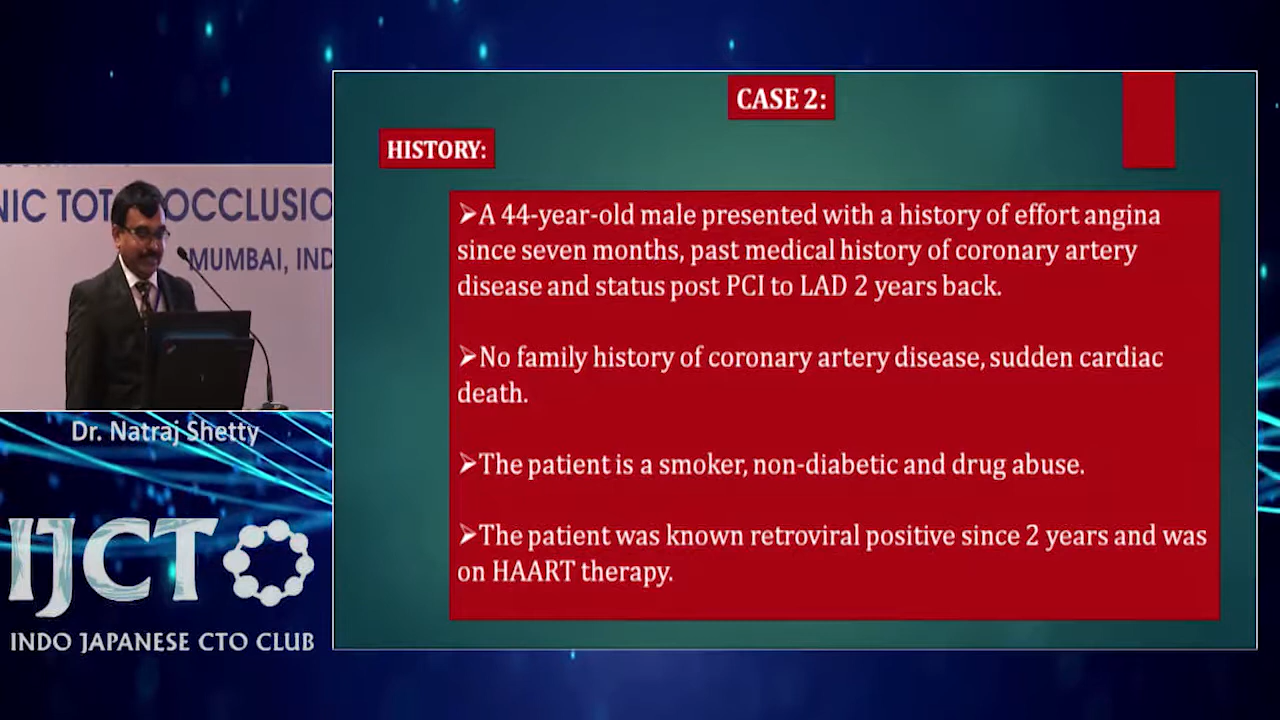 CASE 2:
HISTORY:
➢A 44-year-old male presented with a history of effort angina
since seven months, past medical history of coronary artery
disease and status post PCI to LAD 2 years back.
➢No family history of coronary artery disease, sudden cardiac
death.
➢The patient is a smoker, non-diabetic and drug abuse.
➢The patient was known retroviral positive since 2 years and was
on HAART therapy.
OCCLUSIO
MUMBAI, IND
Dr. Natraj Shetty
IJCTO
INDO JAPANESE CTO CLUB